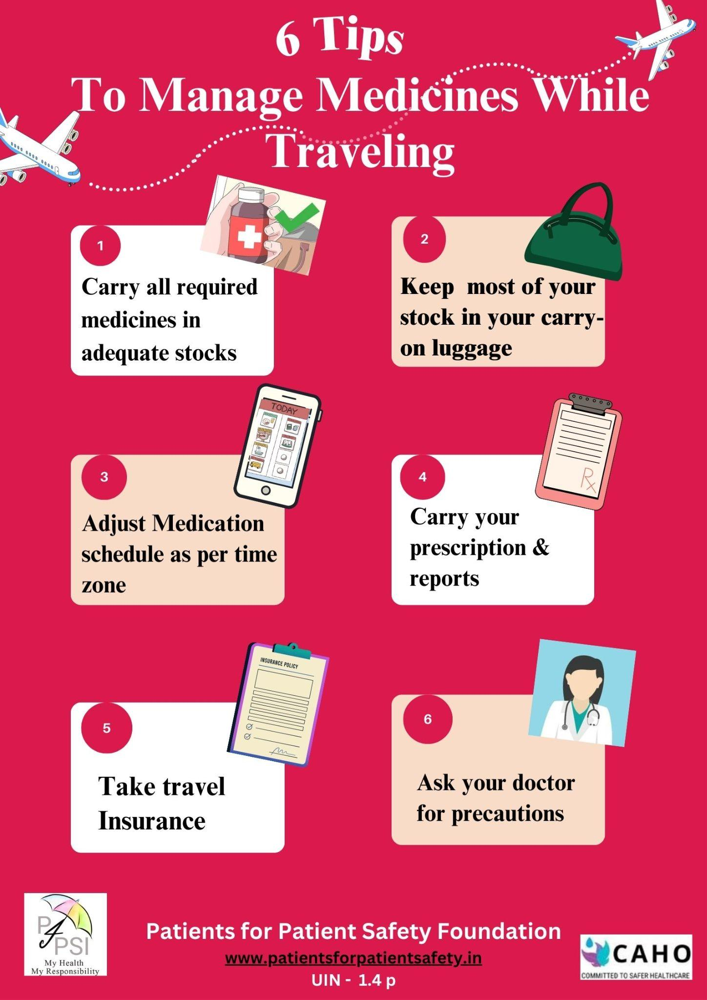 6 Tips
To Manage Medicines While
Traveling
1
Carry all required
medicines in
adequate stocks
2
Keep most of your
stock in your carry-
on luggage
TODAY
3
Adjust Medication
schedule as per time
zone
Rx
4
Carry your
prescription &
reports
INSURANCE POLICY
5
Take travel
Insurance
6
Ask your doctor
for precautions
P4PSI
My Health
My Responsibility
Patients for Patient Safety Foundation
www.patientsforpatientsafety.in
UIN - 1.4 p
CAHO
COMMITTED TO SAFER HEALTHCARE